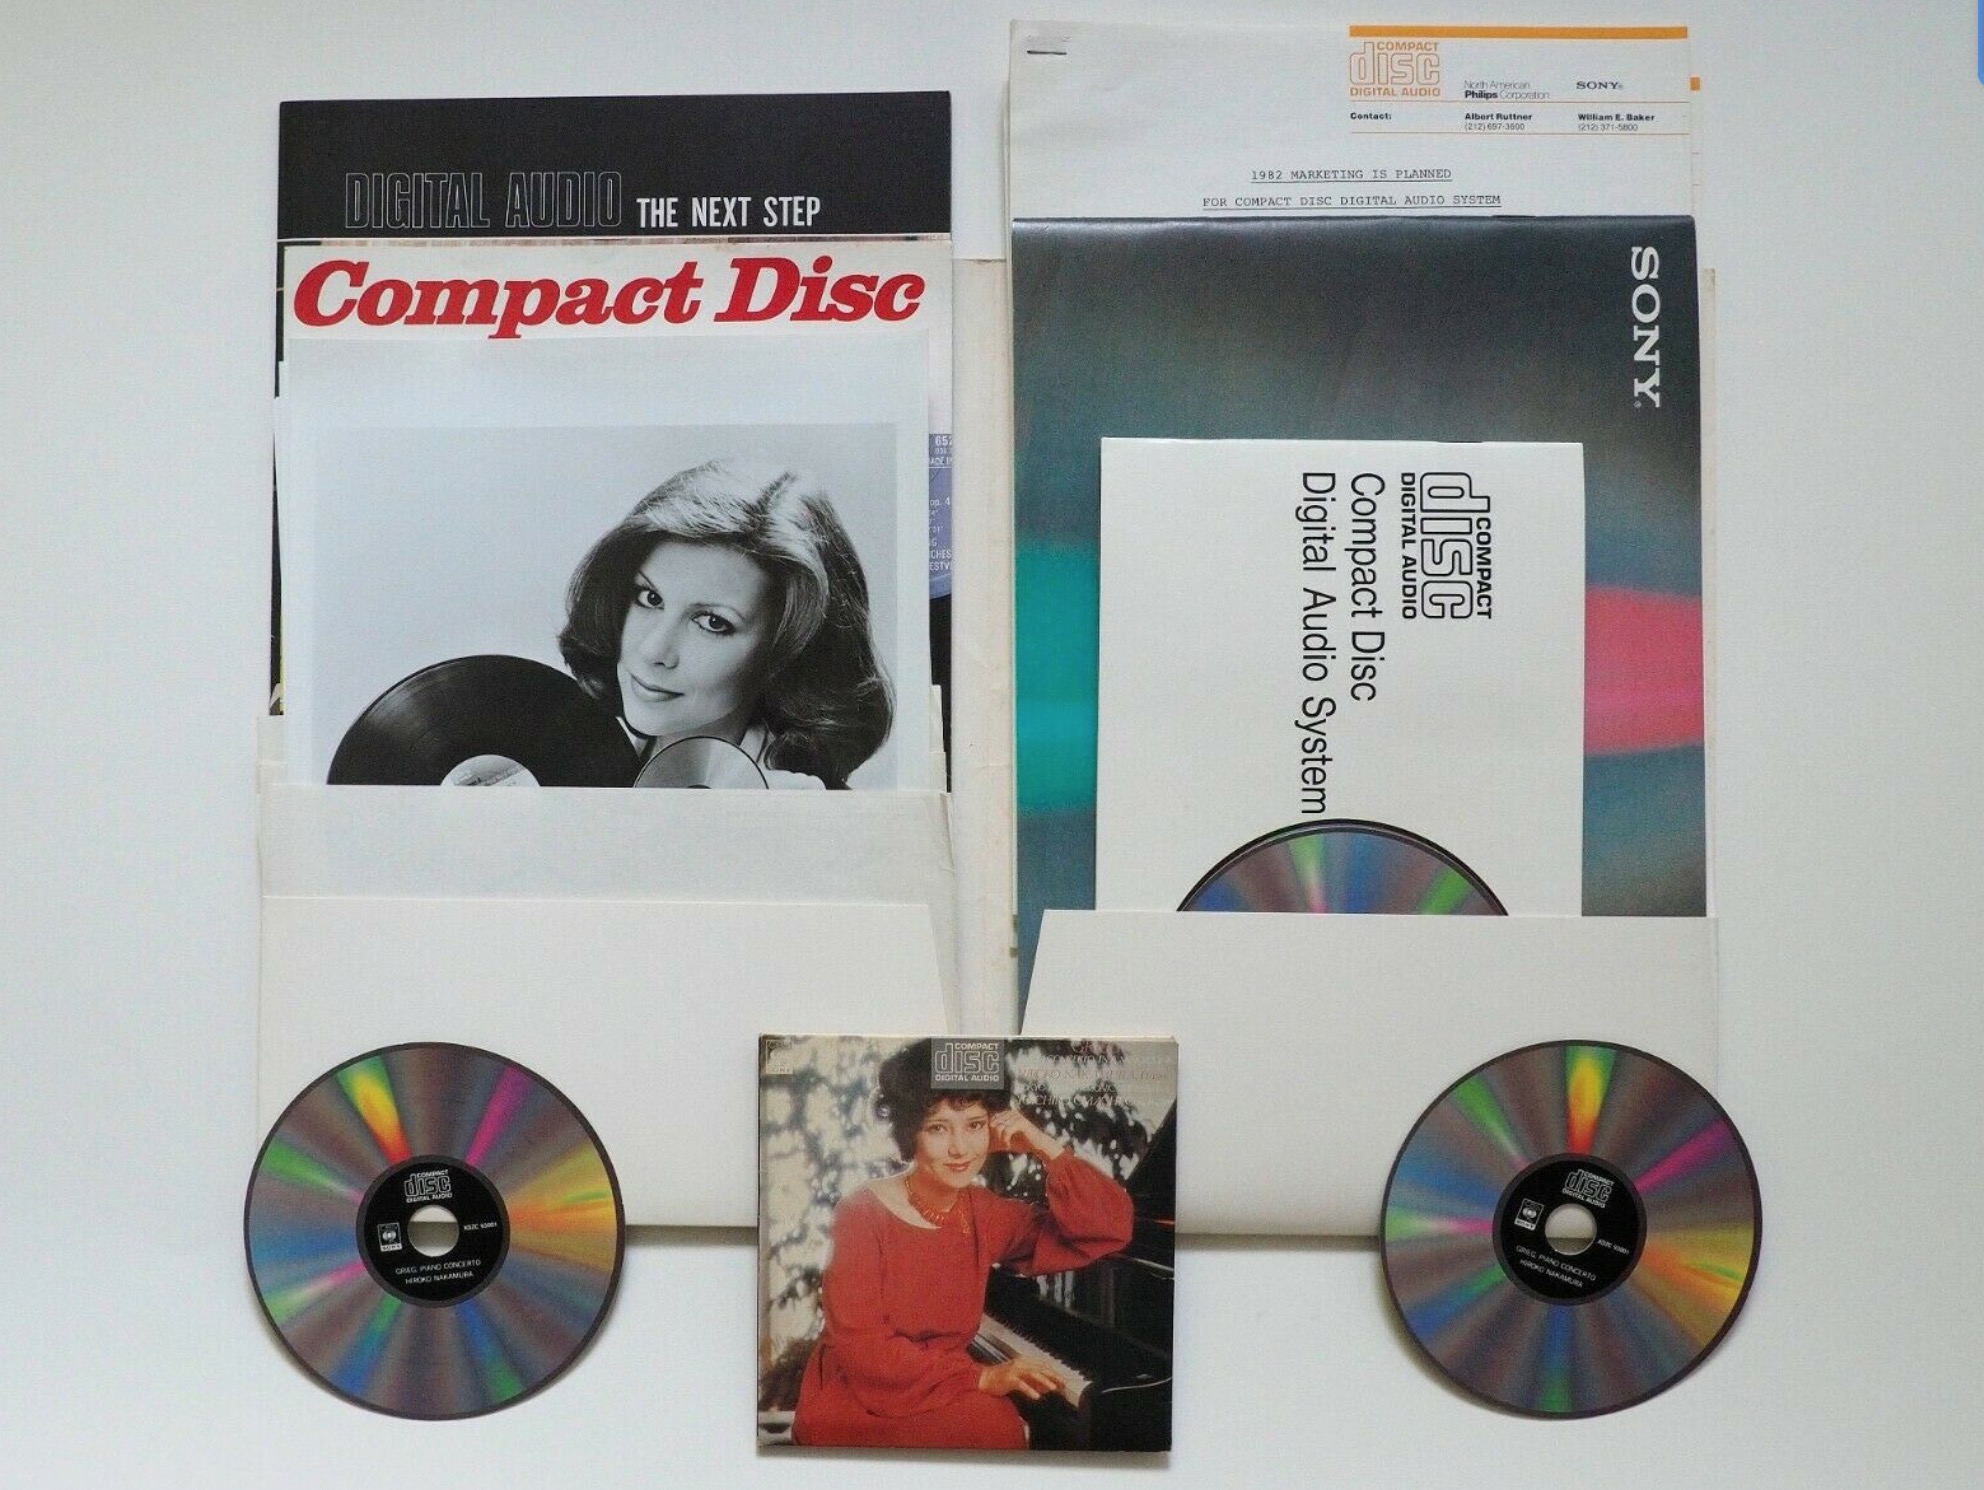 DIGITAL AUDIO THE NEXT STEP
Compact Disc
COMPACT
disc
DIGITAL AUDIO
North American
Philips Corporation
SONY
Contact:
Albert Ruttner
(212) 697-3600
William E. Baker
(212) 371-5800
1982 MARKETING IS PLANNED
FOR COMPACT DISC DIGITAL AUDIO SYSTEM
SONY
COMPACT
disc
DIGITAL AUDIO
Compact Disc
Digital Audio System
COMPACT
disc
DIGITAL AUDIO
SONY
GRIEG, PIANO CONCERTO
HIROKO NAKAMURA
COMPACT
disc
DIGITAL AUDIO
COMPACT
disc
DIGITAL AUDIO
SONY
GRIEG, PIANO CONCERTO
HIROKO NAKAMURA